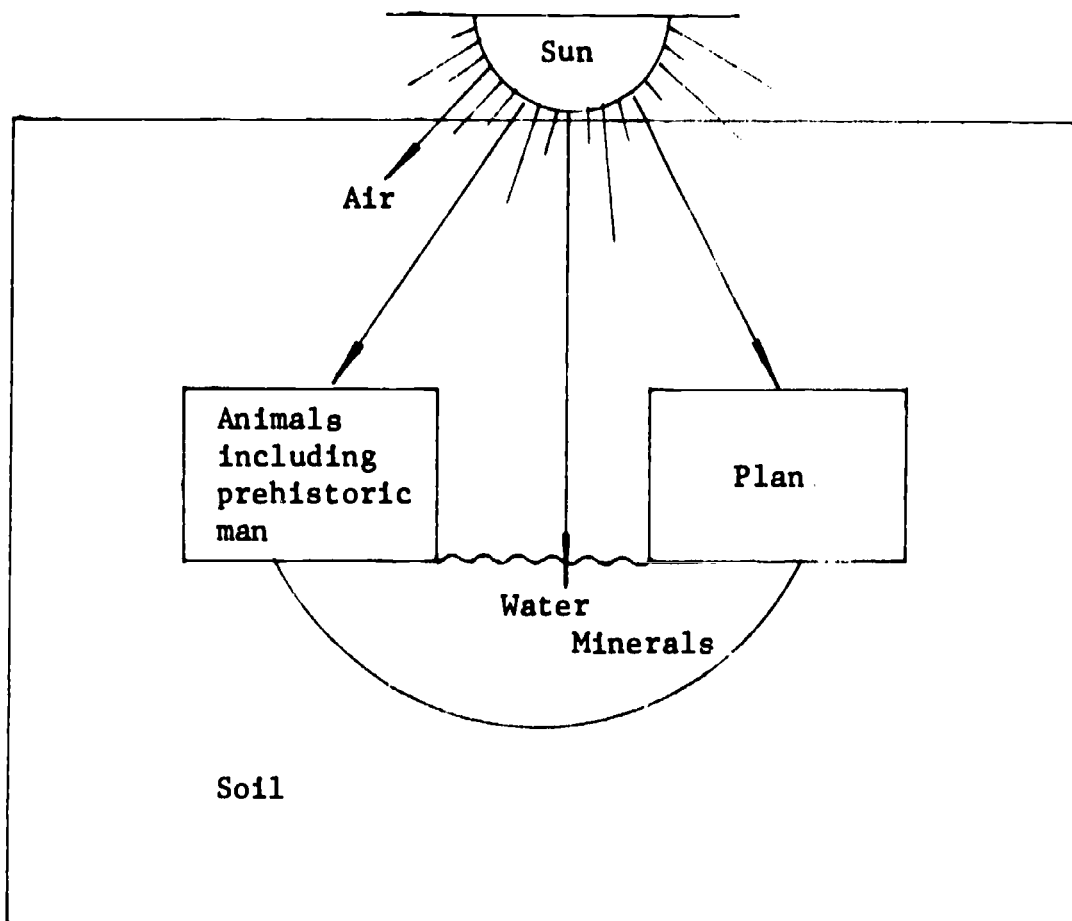 Sun
Air
Animals
including
prehistoric
man
Plan
Water
Minerals
Soil